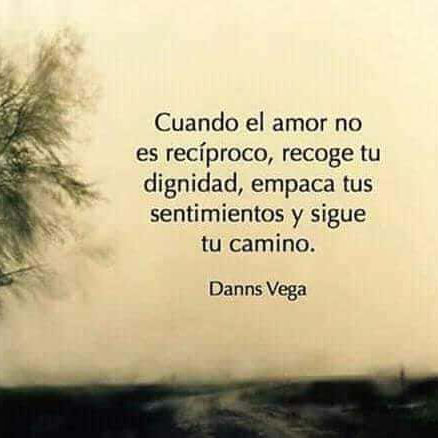 Cuando el amor no
es recíproco, recoge tu
dignidad, empaca tus
sentimientos y sigue
tu camino.
Danns Vega